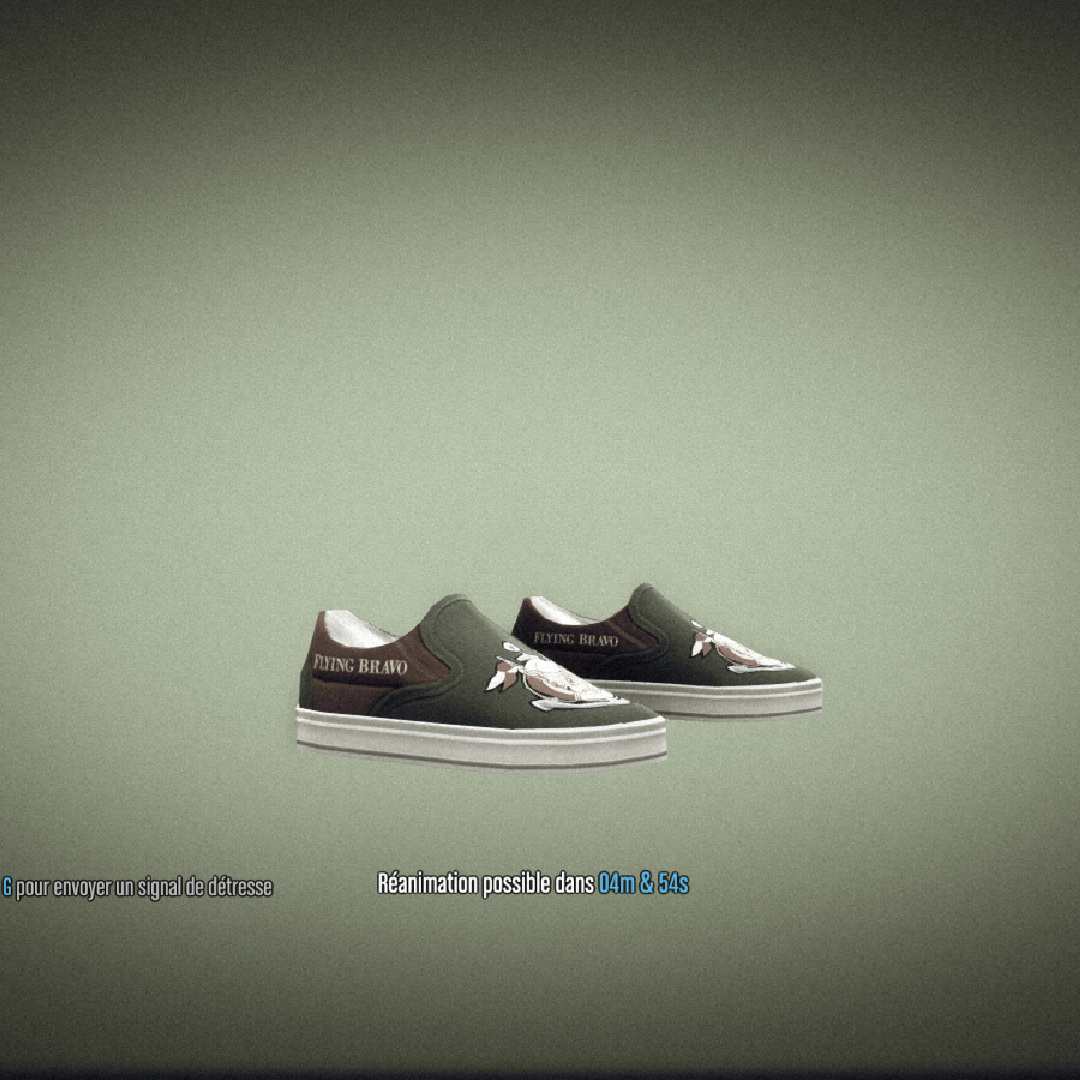 FLYING BRAVO
FLYING BRAVO
G pour envoyer un signal de détresse
Réanimation possible dans 04m & 54s